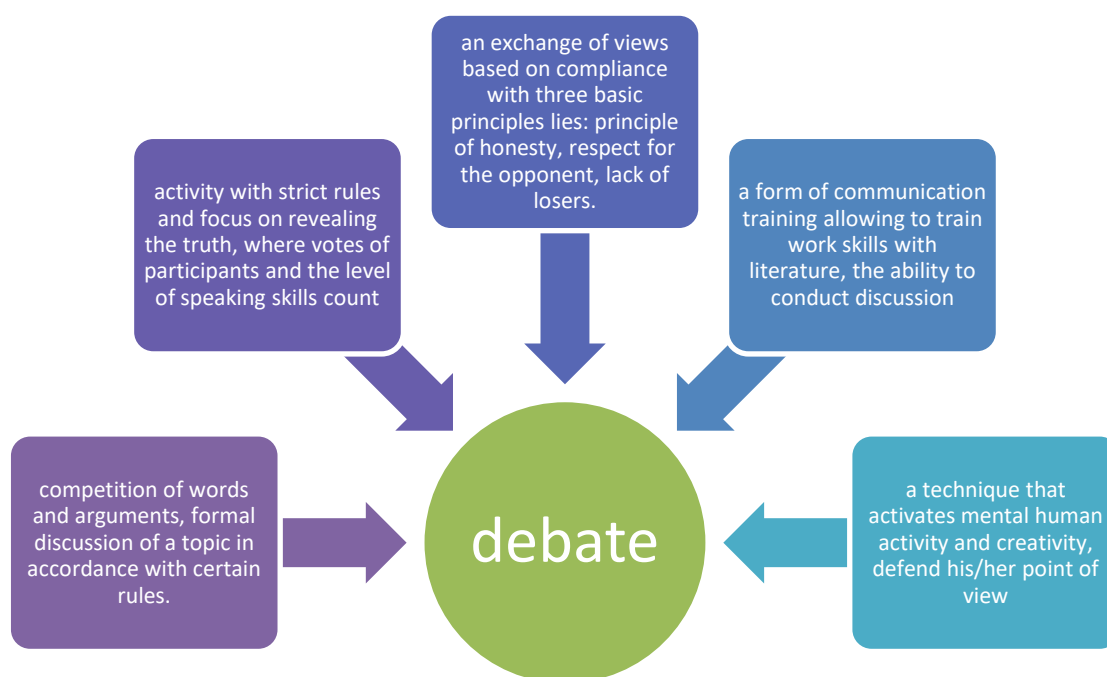 an exchange of views
based on compliance
with three basic
principles lies: principle
of honesty, respect for
the opponent, lack of
losers.
activity with strict rules
and focus on revealing
the truth, where votes of
participants and the level
of speaking skills count
a form of communication
training allowing to train
work skills with
literature, the ability to
conduct discussion
competition of words
and arguments, formal
discussion of a topic in
accordance with certain
rules.
debate
a technique that
activates mental human
activity and creativity,
defend his/her point of
view